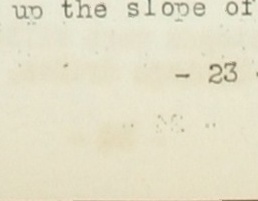 up the slope of
- 23 -